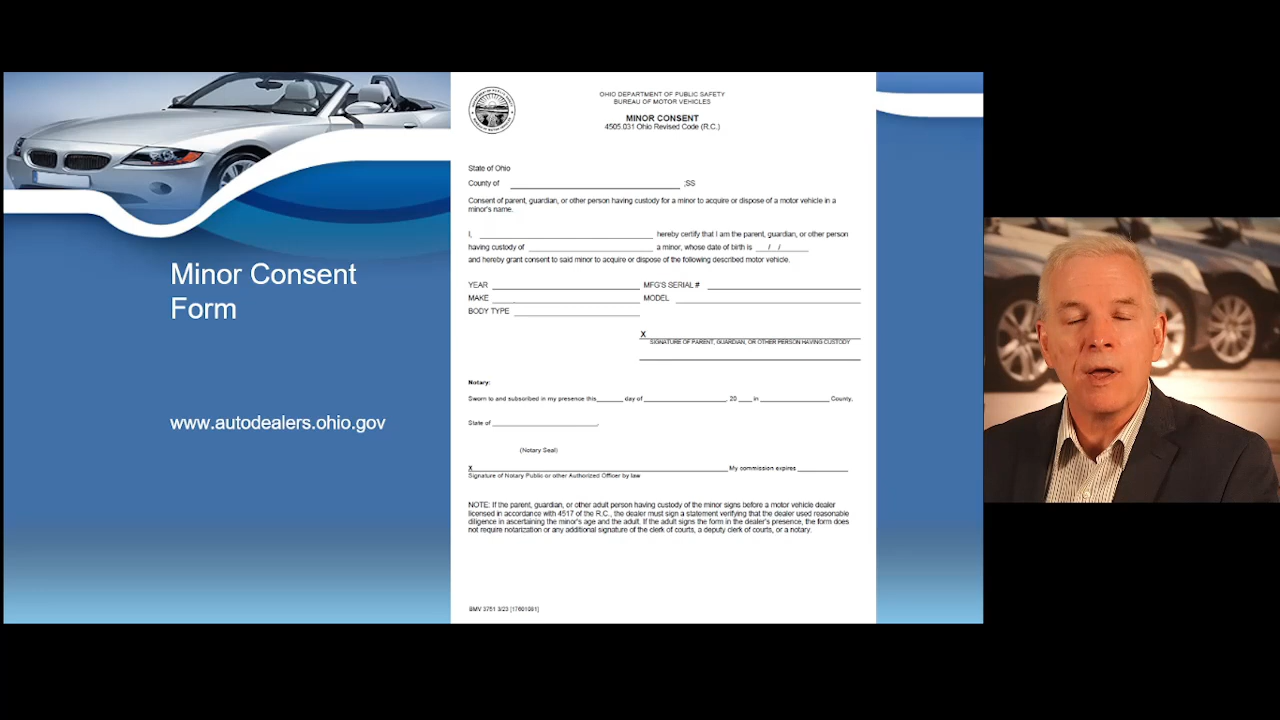 Minor Consent
Form
www.autodealers.ohio.gov
OHIO DEPARTMENT OF PUBLIC SAFETY
BUREAU OF MOTOR VEHICLES
MINOR CONSENT
4505.031 Ohio Revised Code (R.C.)
State of Ohio
County of ;SS
Consent of parent, guardian, or other person having custody for a minor to acquire or dispose of a motor vehicle in a
minor's name.
I, hereby certify that I am the parent, guardian, or other person
having custody of a minor, whose date of birth is / /
and hereby grant consent to said minor to acquire or dispose of the following described motor vehicle.
YEAR MFG'S SERIAL #
MAKE MODEL
BODY TYPE
X
SIGNATURE OF PARENT, GUARDIAN, OR OTHER PERSON HAVING CUSTODY
Notary:
Sworn to and subscribed in my presence this day of , 20 in County,
State of .
(Notary Seal)
X My commission expires
Signature of Notary Public or other Authorized Officer by law
NOTE: If the parent, guardian, or other adult person having custody of the minor signs before a motor vehicle dealer
licensed in accordance with 4517 of the R.C., the dealer must sign a statement verifying that the dealer used reasonable
diligence in ascertaining the minor's age and the adult. If the adult signs the form in the dealer's presence, the form does
not require notarization or any additional signature of the clerk of courts, a deputy clerk of courts, or a notary.
BMV 3751 3/23 [17601081]